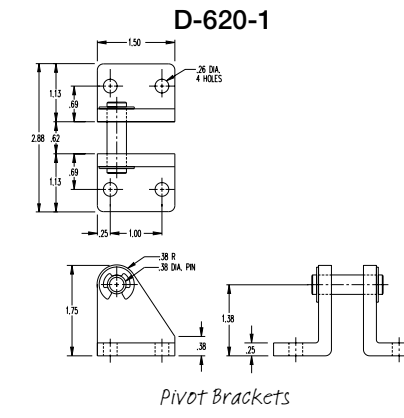 D-620-1
1.50
.26 DIA.
4 HOLES
1.13
.69
2.88
.62
.69
1.13
.25
1.00
.38 R
.38 DIA. PIN
1.75
.38
1.38
.25
Pivot Brackets